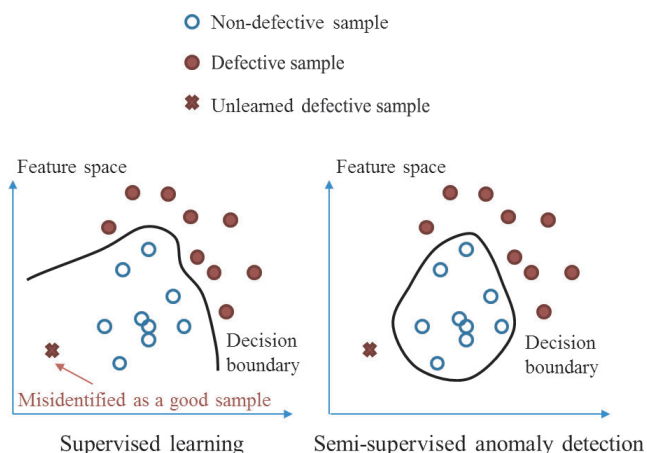 Non-defective sample
Defective sample
Unlearned defective sample
Feature space
Decision
boundary
Misidentified as a good sample
Supervised learning
Feature space
Decision
boundary
Semi-supervised anomaly detection